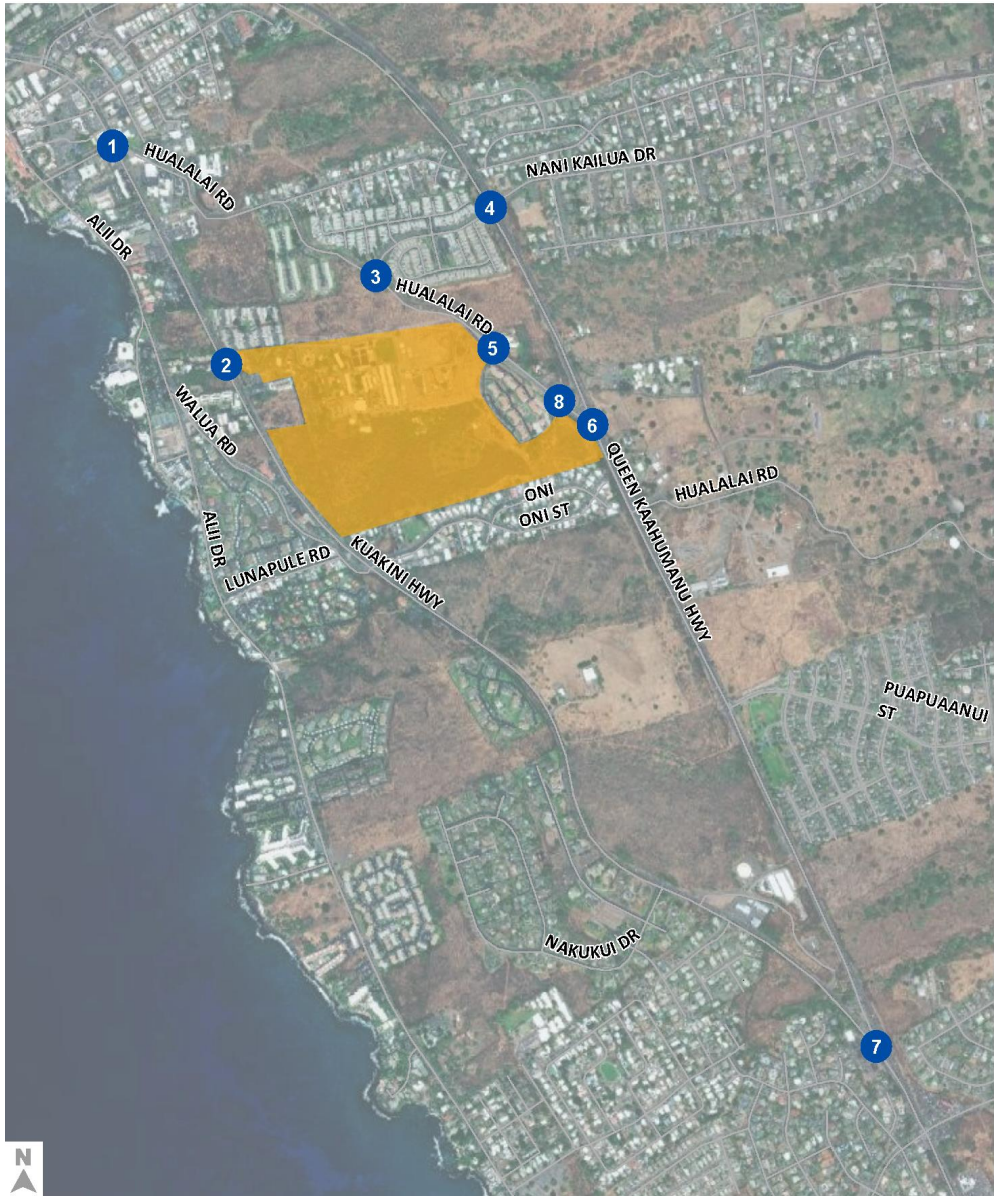 1
HUALALAI RD
NANI KAILUA DR
4
ALII DR
3
HUALALAI RD
5
2
WALUA RD
8
6
QUEEN KAAHUMANU HWY
HUALALAI RD
ONI
ONI ST
ALII DR
LUNAPULE RD
KUAKINI HWY
PUAPUAANUI
ST
NAKUKUI DR
7
N